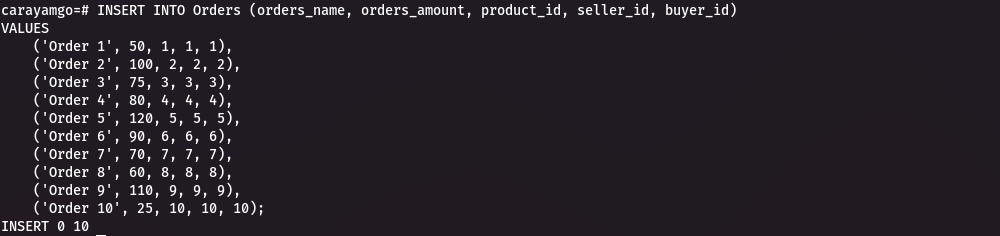 carayamgo=# INSERT INTO Orders (orders_name, orders_amount, product_id, seller_id, buyer_id)
VALUES
    ('Order 1', 50, 1, 1, 1),
    ('Order 2', 100, 2, 2, 2),
    ('Order 3', 75, 3, 3, 3),
    ('Order 4', 80, 4, 4, 4),
    ('Order 5', 120, 5, 5, 5),
    ('Order 6', 90, 6, 6, 6),
    ('Order 7', 70, 7, 7, 7),
    ('Order 8', 60, 8, 8, 8),
    ('Order 9', 110, 9, 9, 9),
    ('Order 10', 25, 10, 10, 10);
INSERT 0 10